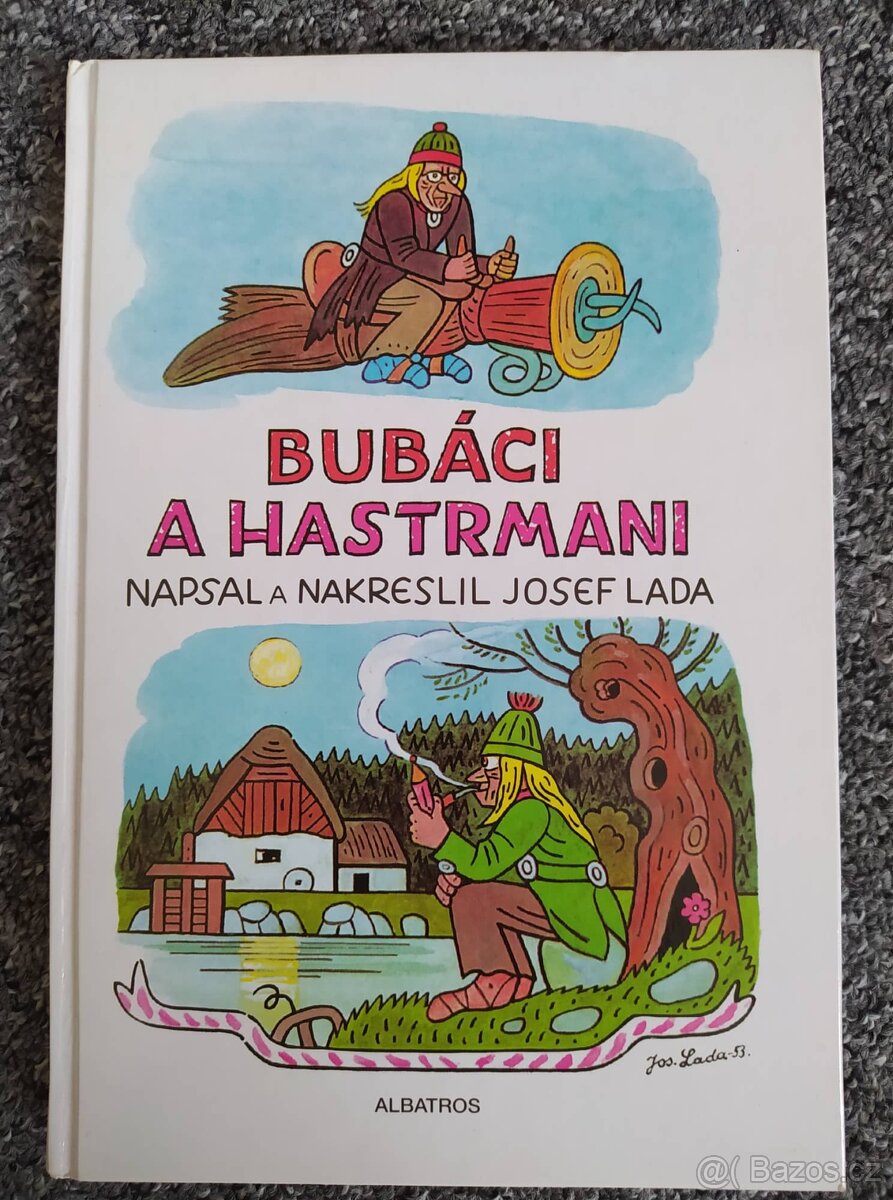 BUBÁCI
A HASTRMANI
NAPSAL A NAKRESLIL JOSEF LADA
Jos. Lada-53.
ALBATROS
@( Bazos.cz